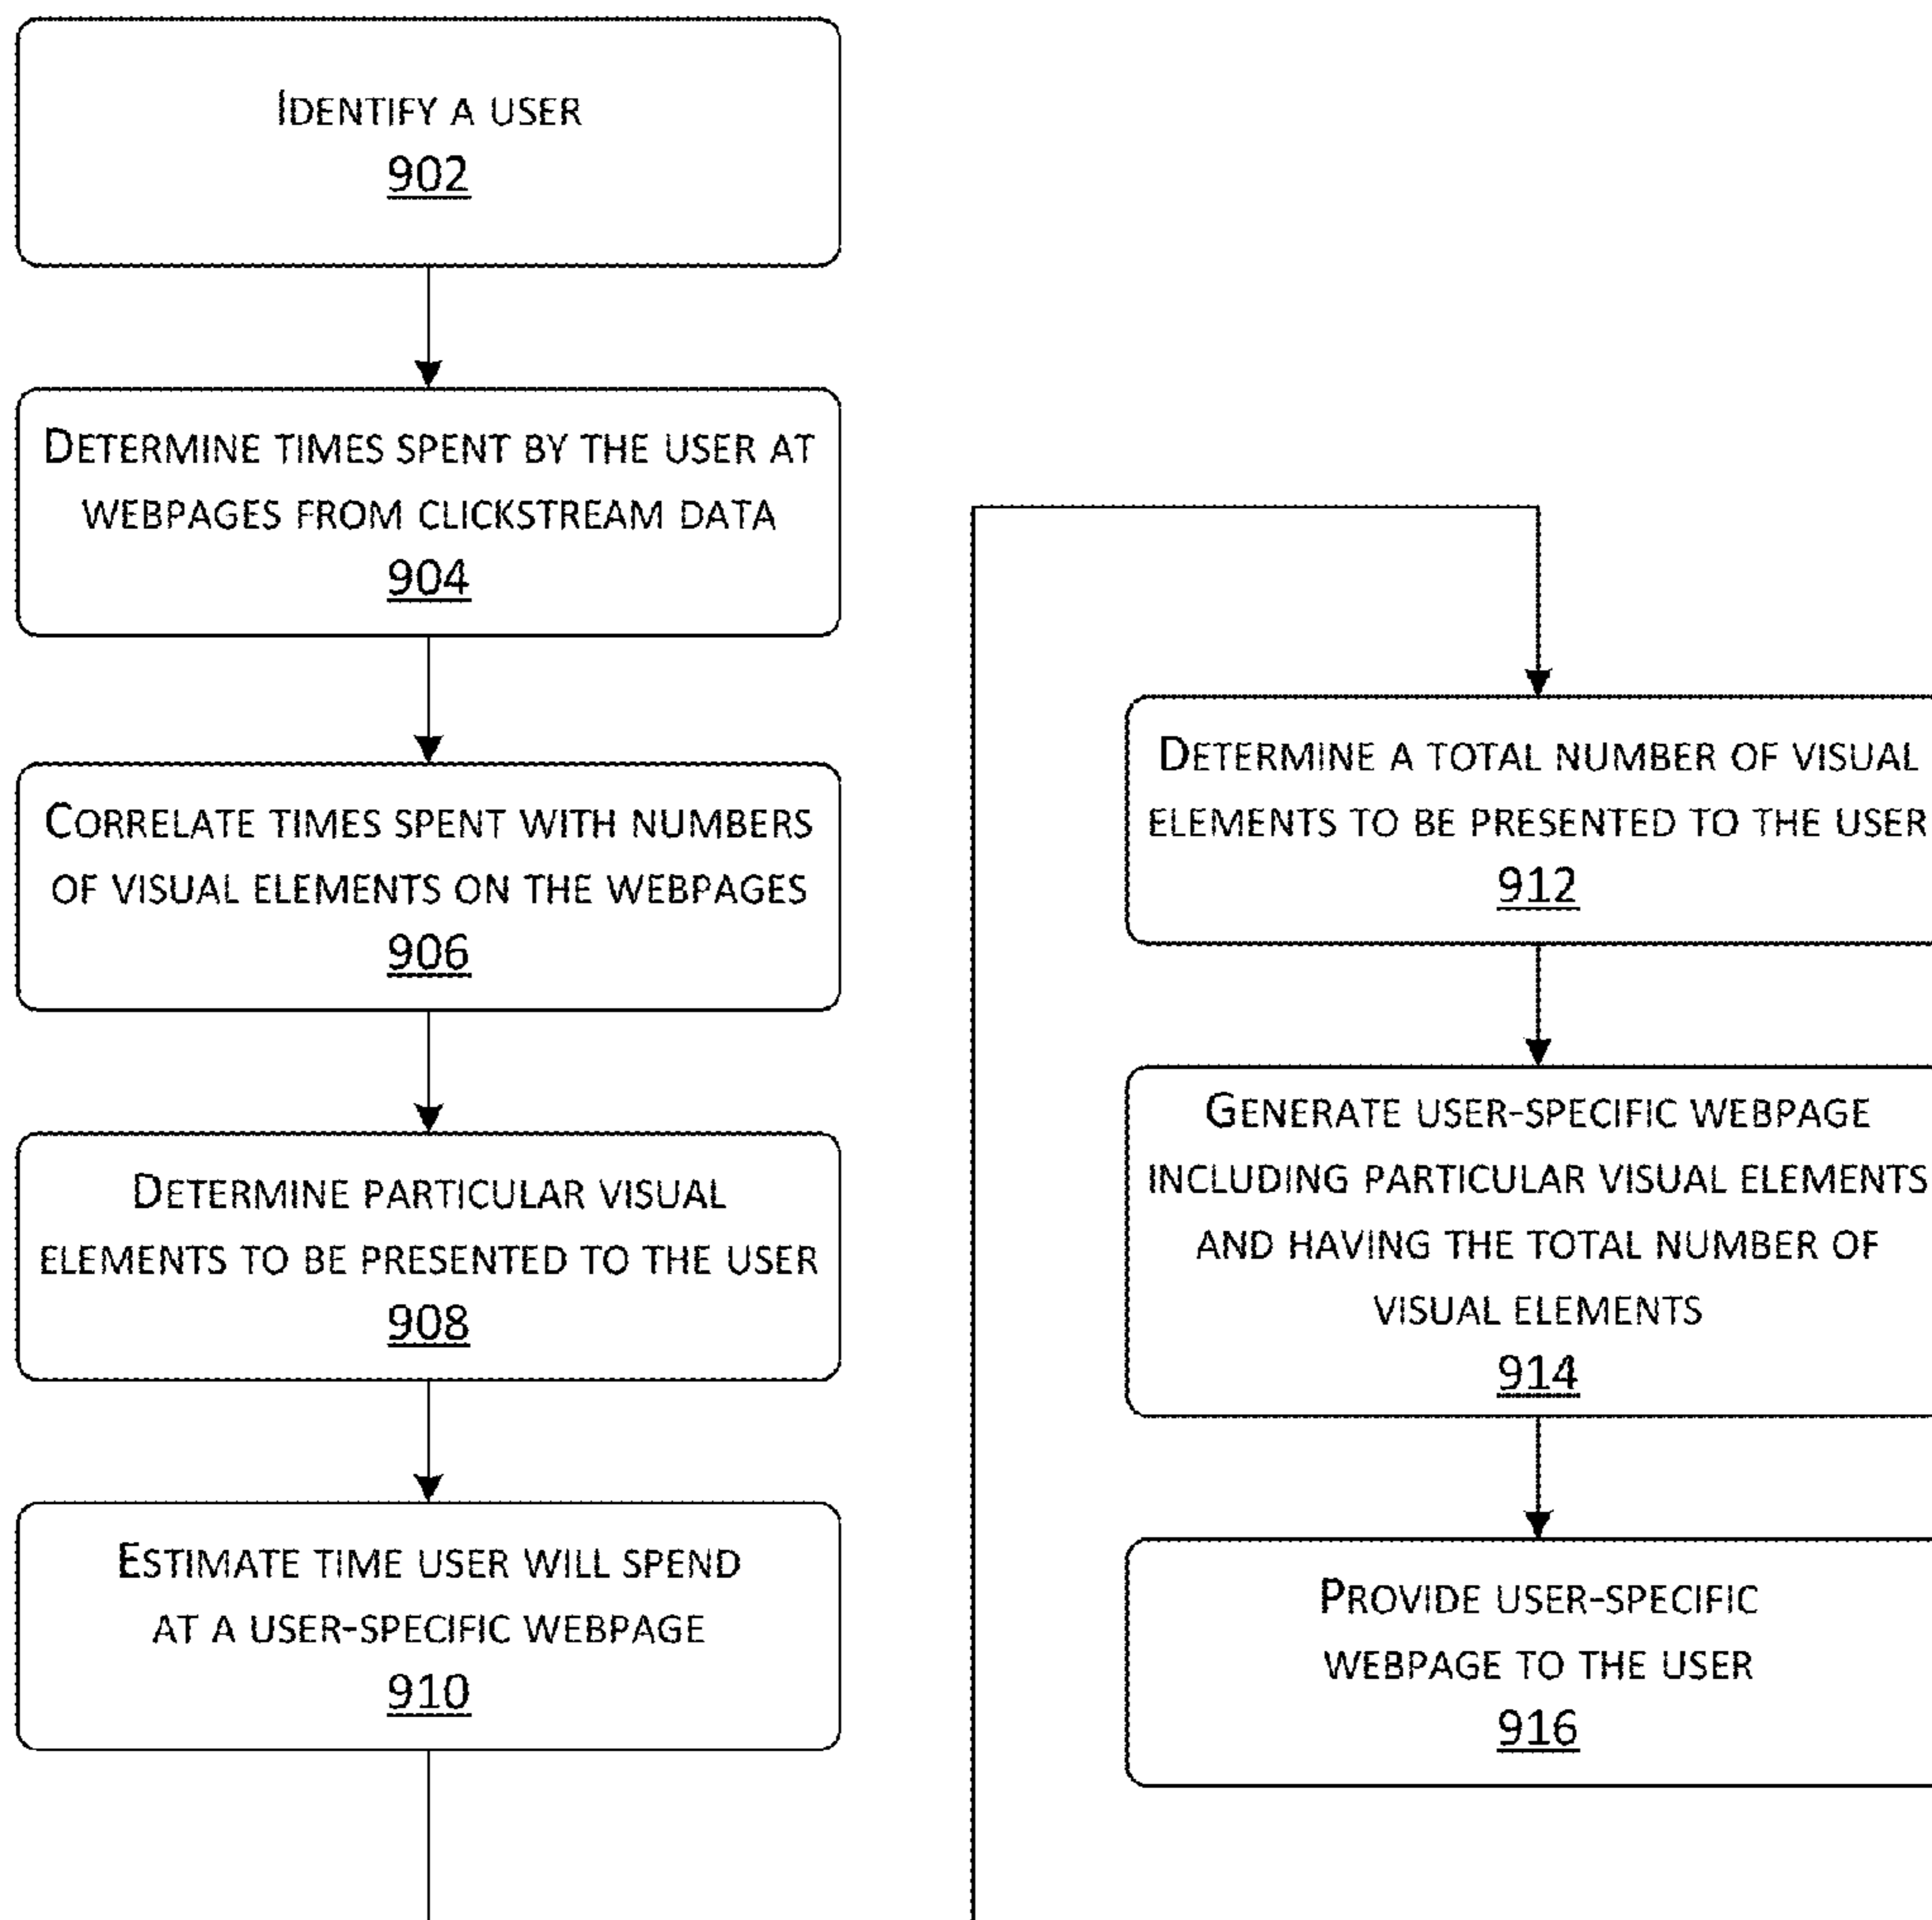 IDENTIFY A USER
902
DETERMINE TIMES SPENT BY THE USER AT
WEBPAGES FROM CLICKSTREAM DATA
904
CORRELATE TIMES SPENT WITH NUMBERS
OF VISUAL ELEMENTS ON THE WEBPAGES
906
DETERMINE PARTICULAR VISUAL
ELEMENTS TO BE PRESENTED TO THE USER
908
ESTIMATE TIME USER WILL SPEND
AT A USER-SPECIFIC WEBPAGE
910
DETERMINE A TOTAL NUMBER OF VISUAL
ELEMENTS TO BE PRESENTED TO THE USER
912
GENERATE USER-SPECIFIC WEBPAGE
INCLUDING PARTICULAR VISUAL ELEMENTS
AND HAVING THE TOTAL NUMBER OF
VISUAL ELEMENTS
914
PROVIDE USER-SPECIFIC
WEBPAGE TO THE USER
916